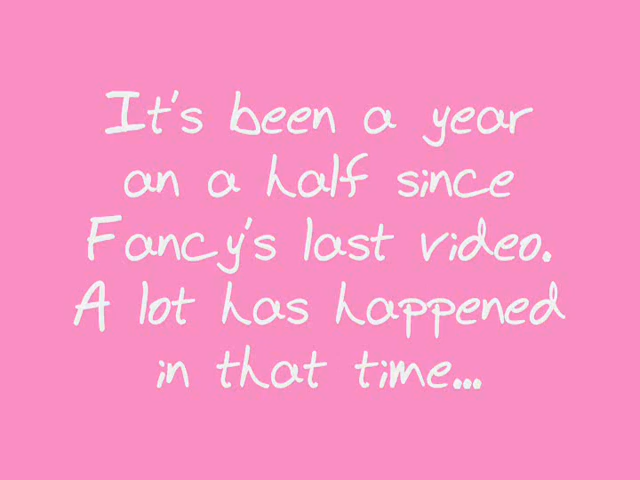 It's been a year
an a half since
Fancy's last video.
A lot has happened
in that time...